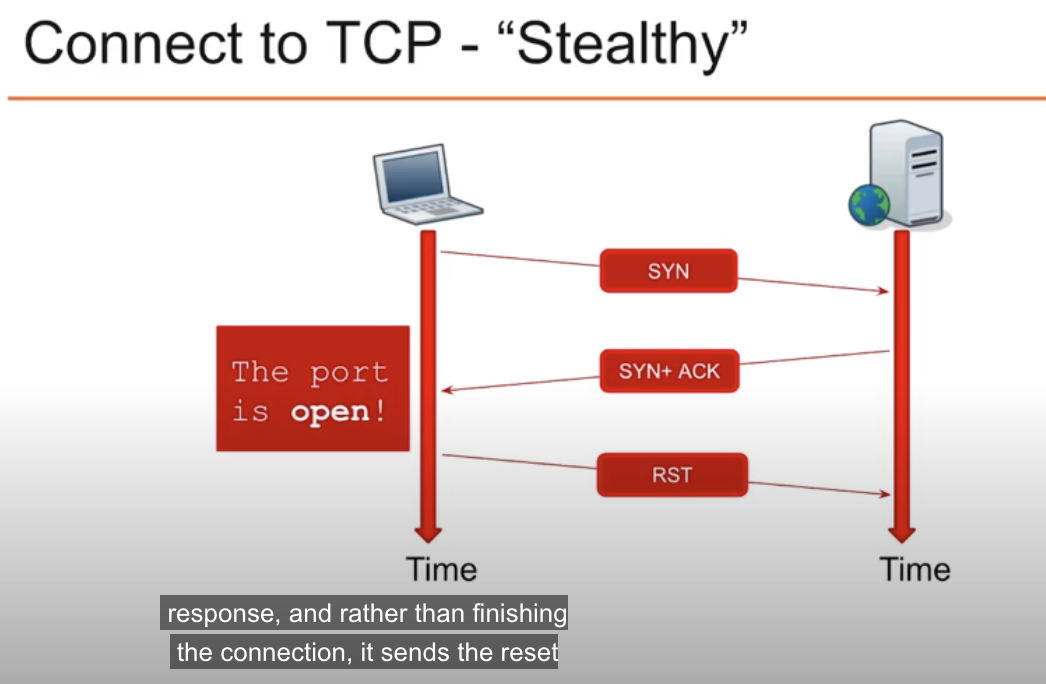 Connect to TCP - “Stealthy”
SYN
The port
is open!
SYN+ ACK
RST
Time
Time
response, and rather than finishing
the connection, it sends the reset